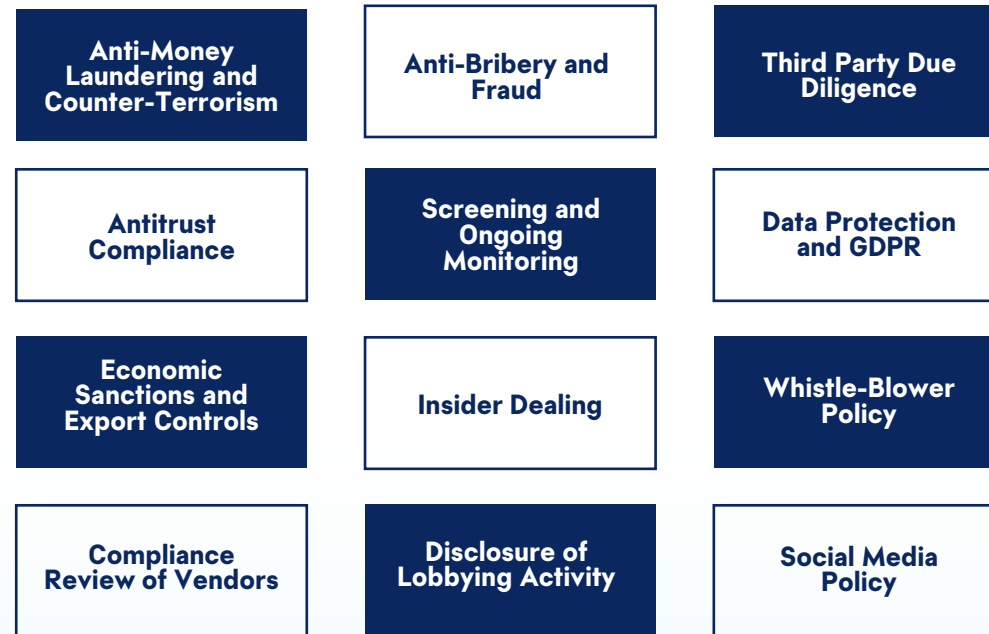 Anti-Money
Laundering and
Counter-Terrorism
Anti-Bribery and
Fraud
Third Party Due
Diligence
Antitrust
Compliance
Screening and
Ongoing
Monitoring
Data Protection
and GDPR
Economic
Sanctions and
Export Controls
Insider Dealing
Whistle-Blower
Policy
Compliance
Review of Vendors
Disclosure of
Lobbying Activity
Social Media
Policy